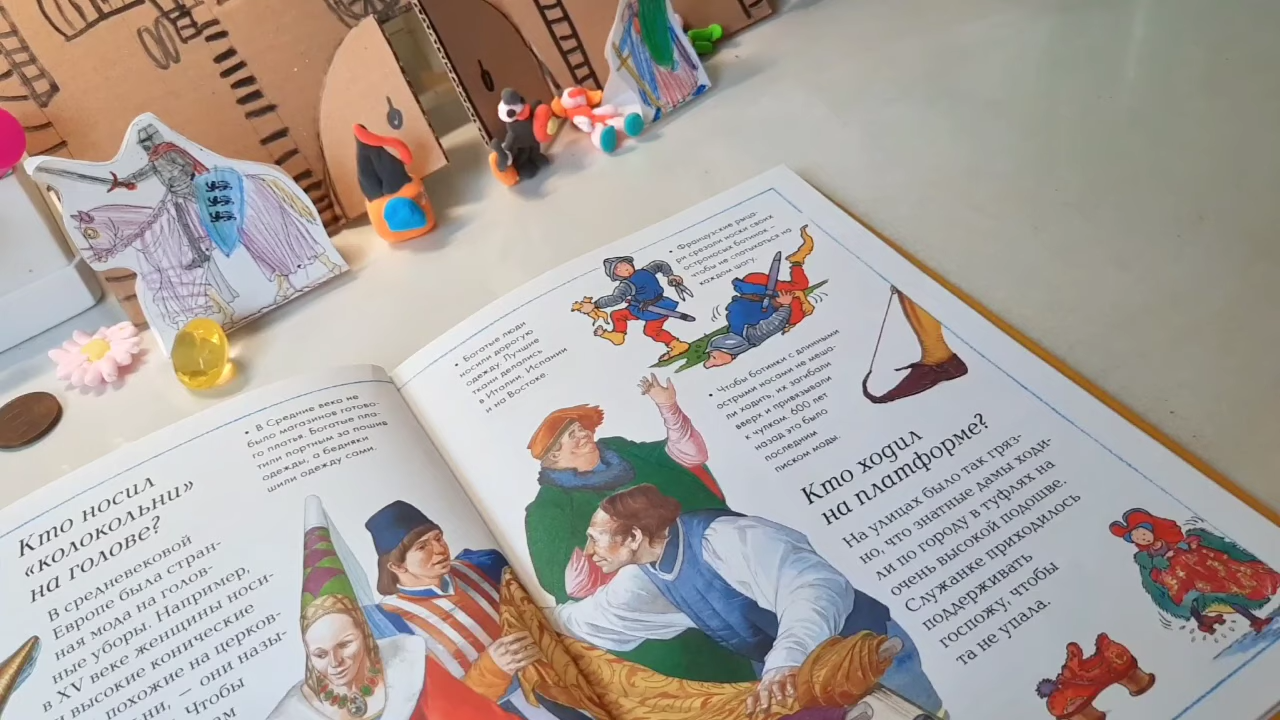 • В Средние века не
было магазинов готово-
го платья. Богатые пла-
тили портным за пошив
одежды, а бедняки
шили одежду сами.
Кто носил
«колокольни»
на голове?
В средневековой
Европе была стран-
ная мода на голов-
ные уборы. Например,
в XV веке женщины носи-
и высокие конические
похожие на церков-
ни, – они назы-
Чтобы
• Богатые люди
носили дорогую
одежду. Лучшие
ткани делались
в Италии, Испании
и на Востоке.
• Французские рыца-
ри срезали носки своих
остроносых ботинок –
чтобы не спотыкаться на
каждом шагу.
• Чтобы ботинки с длинными
острыми носами не меша-
ли ходить, их загибали
вверх и привязывали
к чулкам. 600 лет
назад это было
последним
писком моды.
Кто ходил
на платформе?
На улицах было так гряз-
но, что знатные дамы ходи-
ли по городу в туфлях на
очень высокой подошве.
Служанке приходилось
поддерживать
госпожу, чтобы
та не упала.